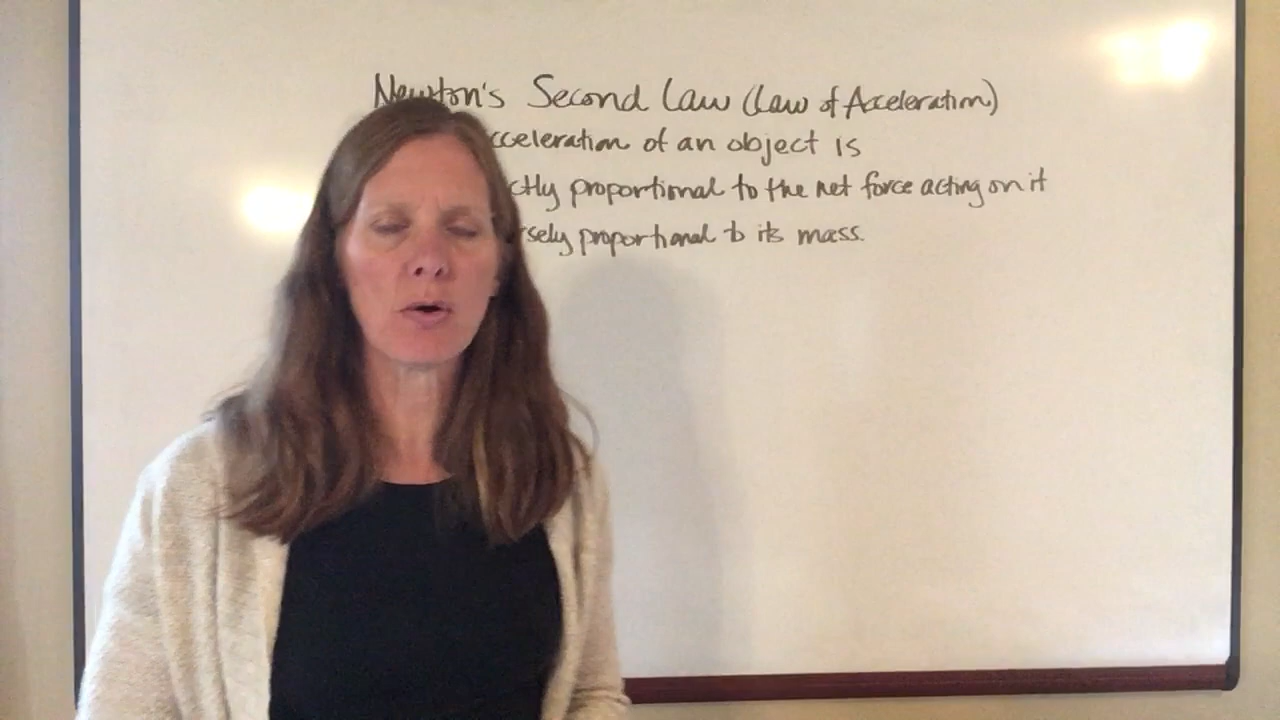 Newton's Second Law (Law of Acceleration)
cceleration of an object is
ctly proportional to the net force acting on it
rsely proportional to its mass.